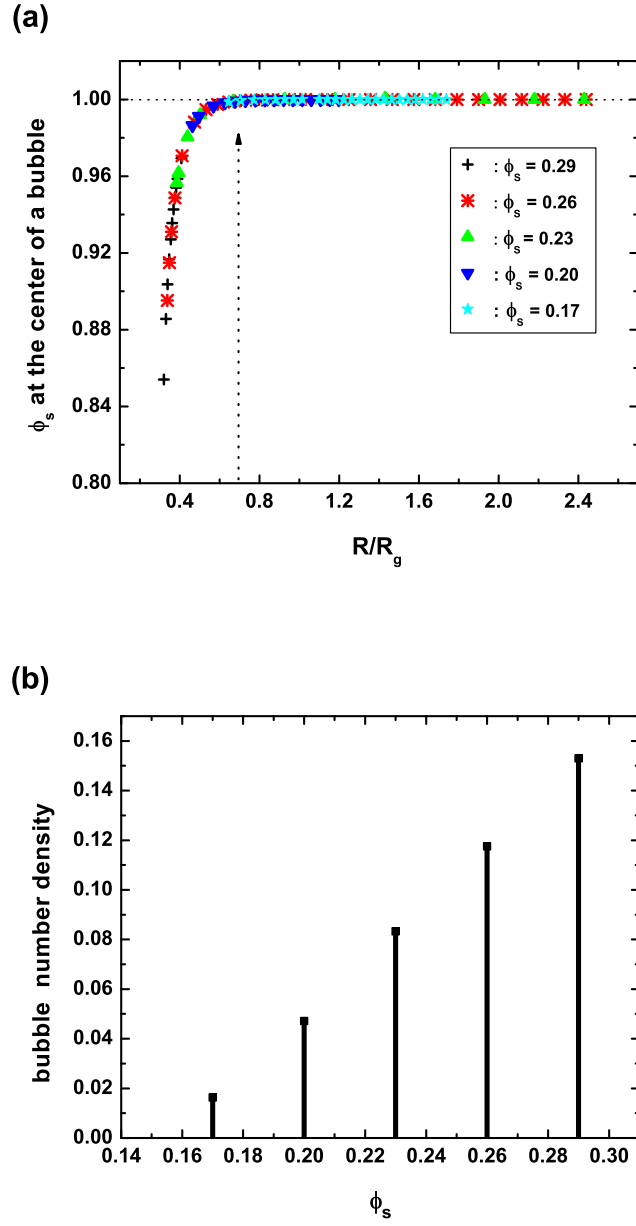 (a)
ϕs at the center of a bubble
1.00
0.96
0.92
0.88
0.84
0.80
: ϕs = 0.29
: ϕs = 0.26
: ϕs = 0.23
: ϕs = 0.20
: ϕs = 0.17
0.4 0.8 1.2 1.6 2.0 2.4
R/Rg
(b)
bubble number density
0.16
0.14
0.12
0.10
0.08
0.06
0.04
0.02
0.00
0.14 0.16 0.18 0.20 0.22 0.24 0.26 0.28 0.30
ϕs